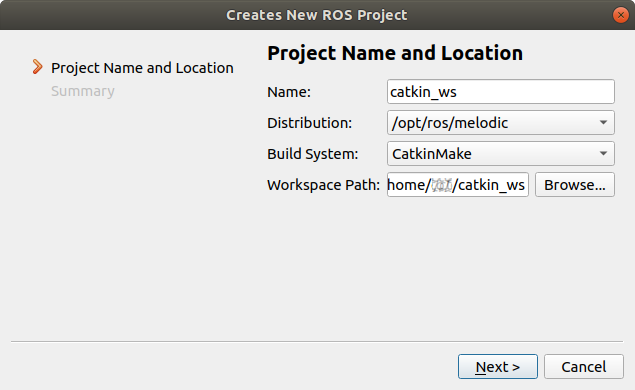 Creates New ROS Project
Project Name and Location
Summary
Project Name and Location
Name: catkin_ws
Distribution: /opt/ros/melodic
Build System: CatkinMake
Workspace Path: home/ /catkin_ws Browse...
Next > Cancel